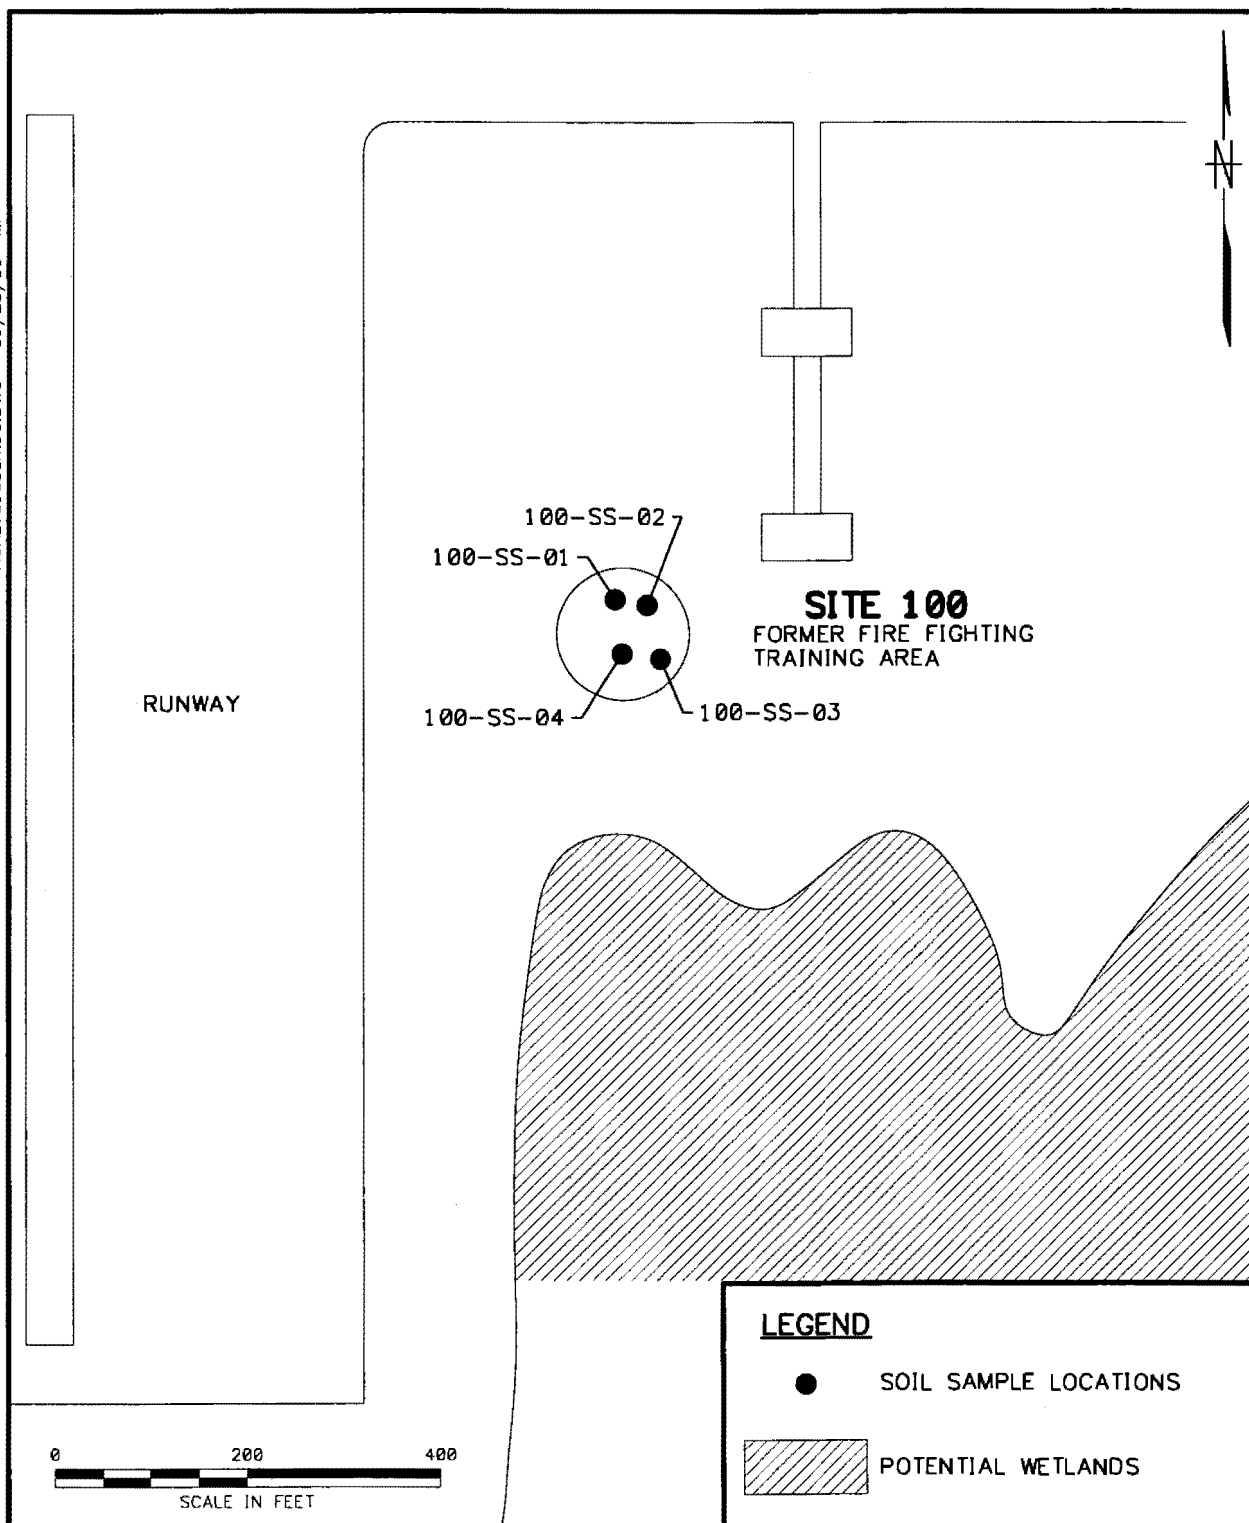 N
100-SS-02
100-SS-01
SITE 100
FORMER FIRE FIGHTING
TRAINING AREA
RUNWAY
100-SS-04
100-SS-03
LEGEND
SOIL SAMPLE LOCATIONS
POTENTIAL WETLANDS
0 200 400
SCALE IN FEET